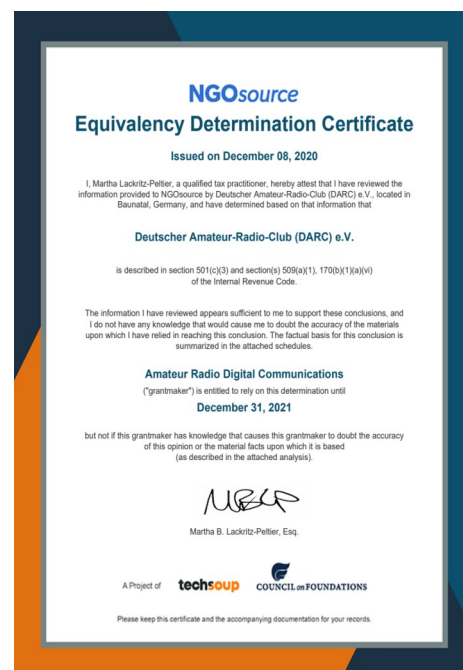 NGOsource
Equivalency Determination Certificate
Issued on December 08, 2020
I, Martha Lackritz-Peltier, a qualified tax practitioner, hereby attest that I have reviewed the
information provided to NGOsource by Deutscher Amateur-Radio-Club (DARC) e.V., located in
Baunatal, Germany, and have determined based on that information that
Deutscher Amateur-Radio-Club (DARC) e.V.
is described in section 501(c)(3) and section(s) 509(a)(1), 170(b)(1)(a)(vi)
of the Internal Revenue Code.
The information I have reviewed appears sufficient to me to support these conclusions, and
I do not have any knowledge that would cause me to doubt the accuracy of the materials
upon which I have relied in reaching this conclusion. The factual basis for this conclusion is
summarized in the attached schedules.
Amateur Radio Digital Communications
("grantmaker") is entitled to rely on this determination until
December 31, 2021
but not if this grantmaker has knowledge that causes this grantmaker to doubt the accuracy
of this opinion or the material facts upon which it is based
(as described in the attached analysis).
Martha B. Lackritz-Peltier, Esq.
A Project of techsoup COUNCIL on FOUNDATIONS
Please keep this certificate and the accompanying documentation for your records.